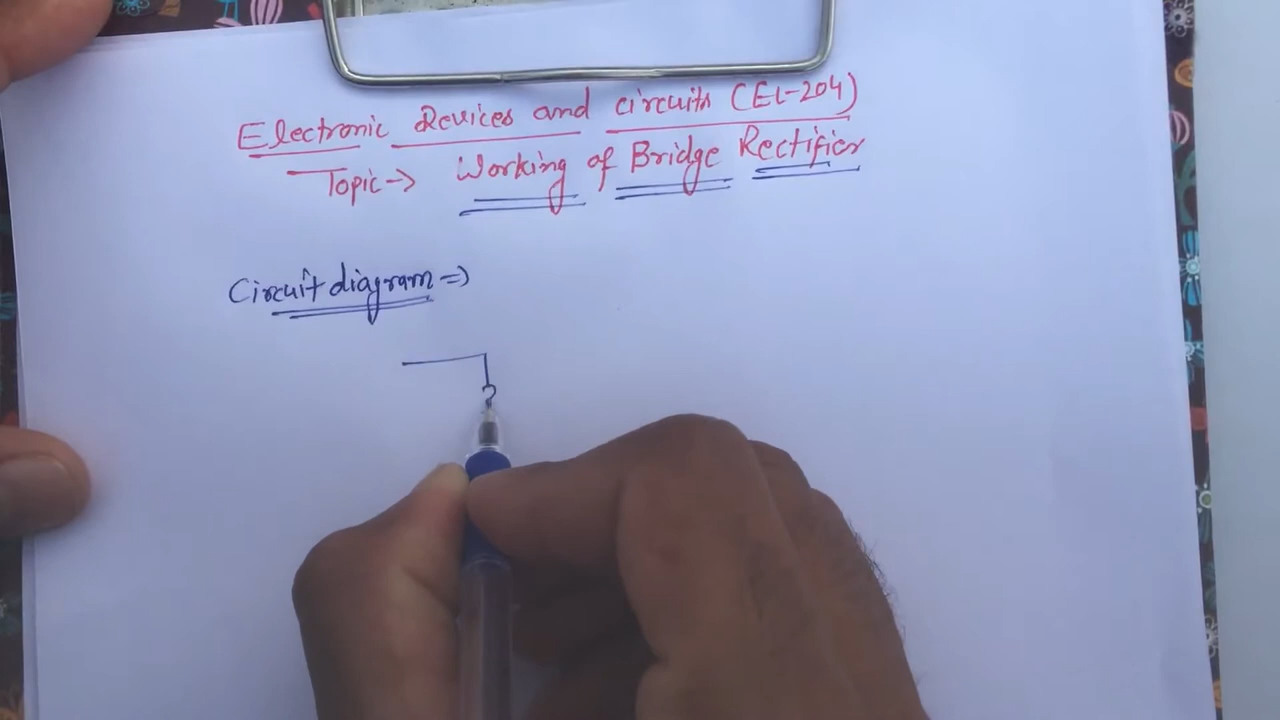 Electronic Devices and circuits (EL-204)
Topic-> Working of Bridge Rectifier
Circuit diagram =>